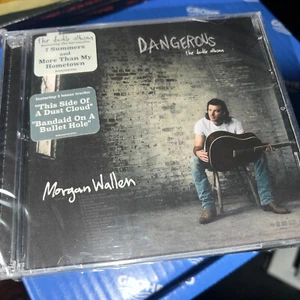 The Double Album
7 Summers
and
More Than My
Hometown
DANGEROUS
The Double Album
"This Side Of
A Dust Cloud"
"Bandaid On A
Bullet Hole"
Morgan Wallen